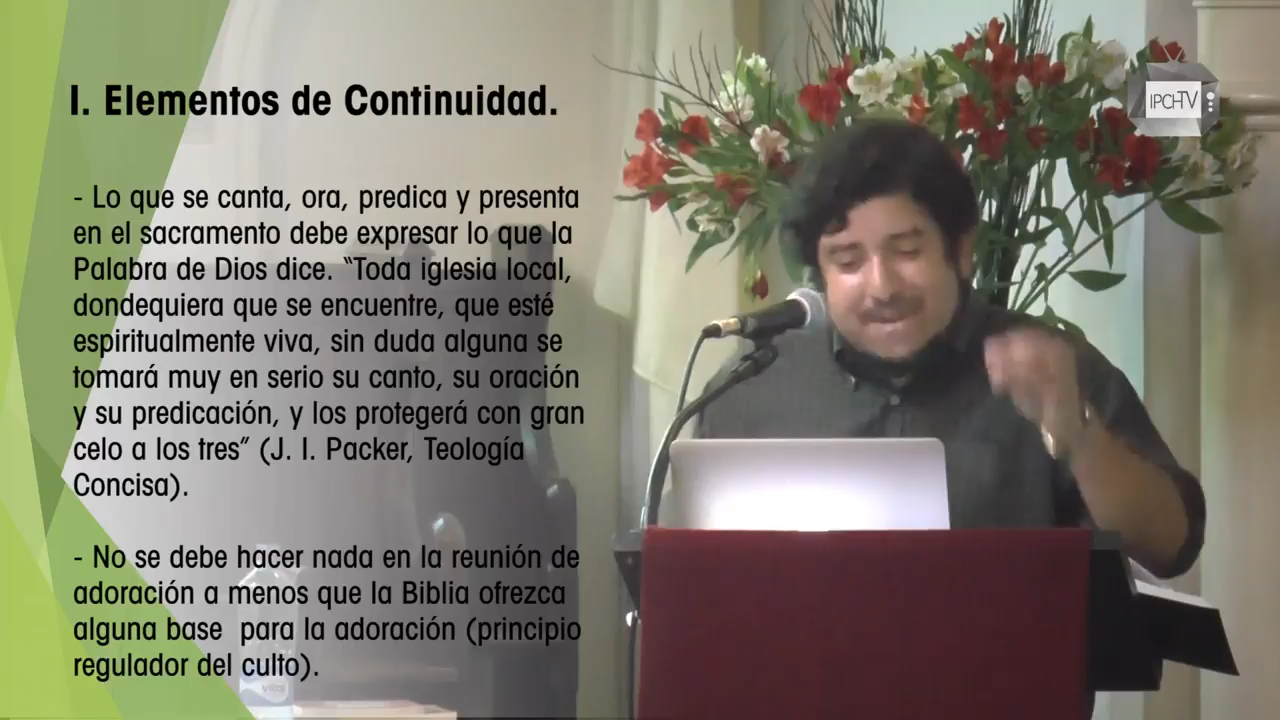 I. Elementos de Continuidad.
- Lo que se canta, ora, predica y presenta
en el sacramento debe expresar lo que la
Palabra de Dios dice. “Toda iglesia local,
dondequiera que se encuentre, que esté
espiritualmente viva, sin duda alguna se
tomará muy en serio su canto, su oración
y su predicación, y los protegerá con gran
celo a los tres” (J. I. Packer, Teología
Concisa).
- No se debe hacer nada en la reunión de
adoración a menos que la Biblia ofrezca
alguna base  para la adoración (principio
regulador del culto).
IPCHTV